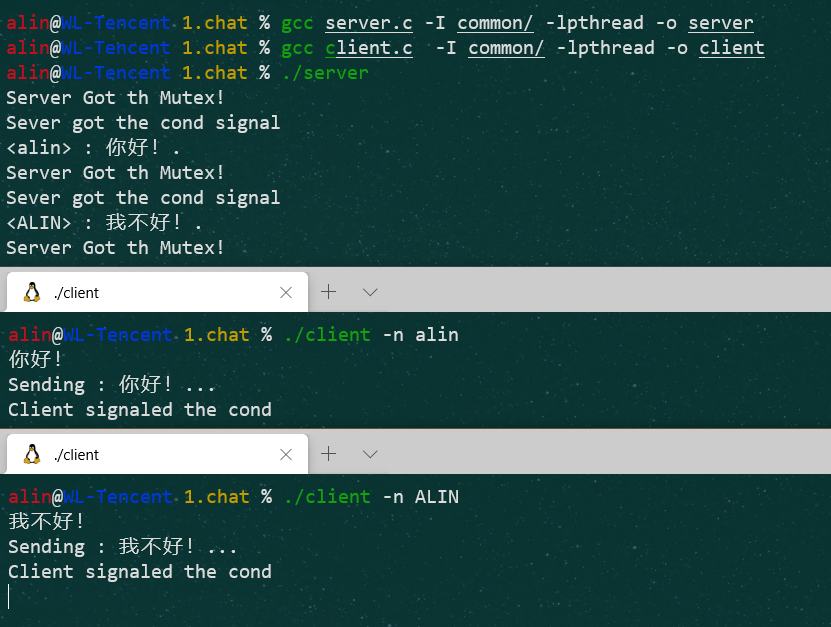 alin@WL-Tencent 1.chat % gcc server.c -I common/ -lpthread -o server
alin@WL-Tencent 1.chat % gcc client.c  -I common/ -lpthread -o client
alin@WL-Tencent 1.chat % ./server
Server Got th Mutex!
Sever got the cond signal
<alin> : 你好! .
Server Got th Mutex!
Sever got the cond signal
<ALIN> : 我不好! .
Server Got th Mutex!
./client
alin@WL-Tencent 1.chat % ./client -n alin
你好!
Sending : 你好! ...
Client signaled the cond
./client
alin@WL-Tencent 1.chat % ./client -n ALIN
我不好!
Sending : 我不好! ...
Client signaled the cond